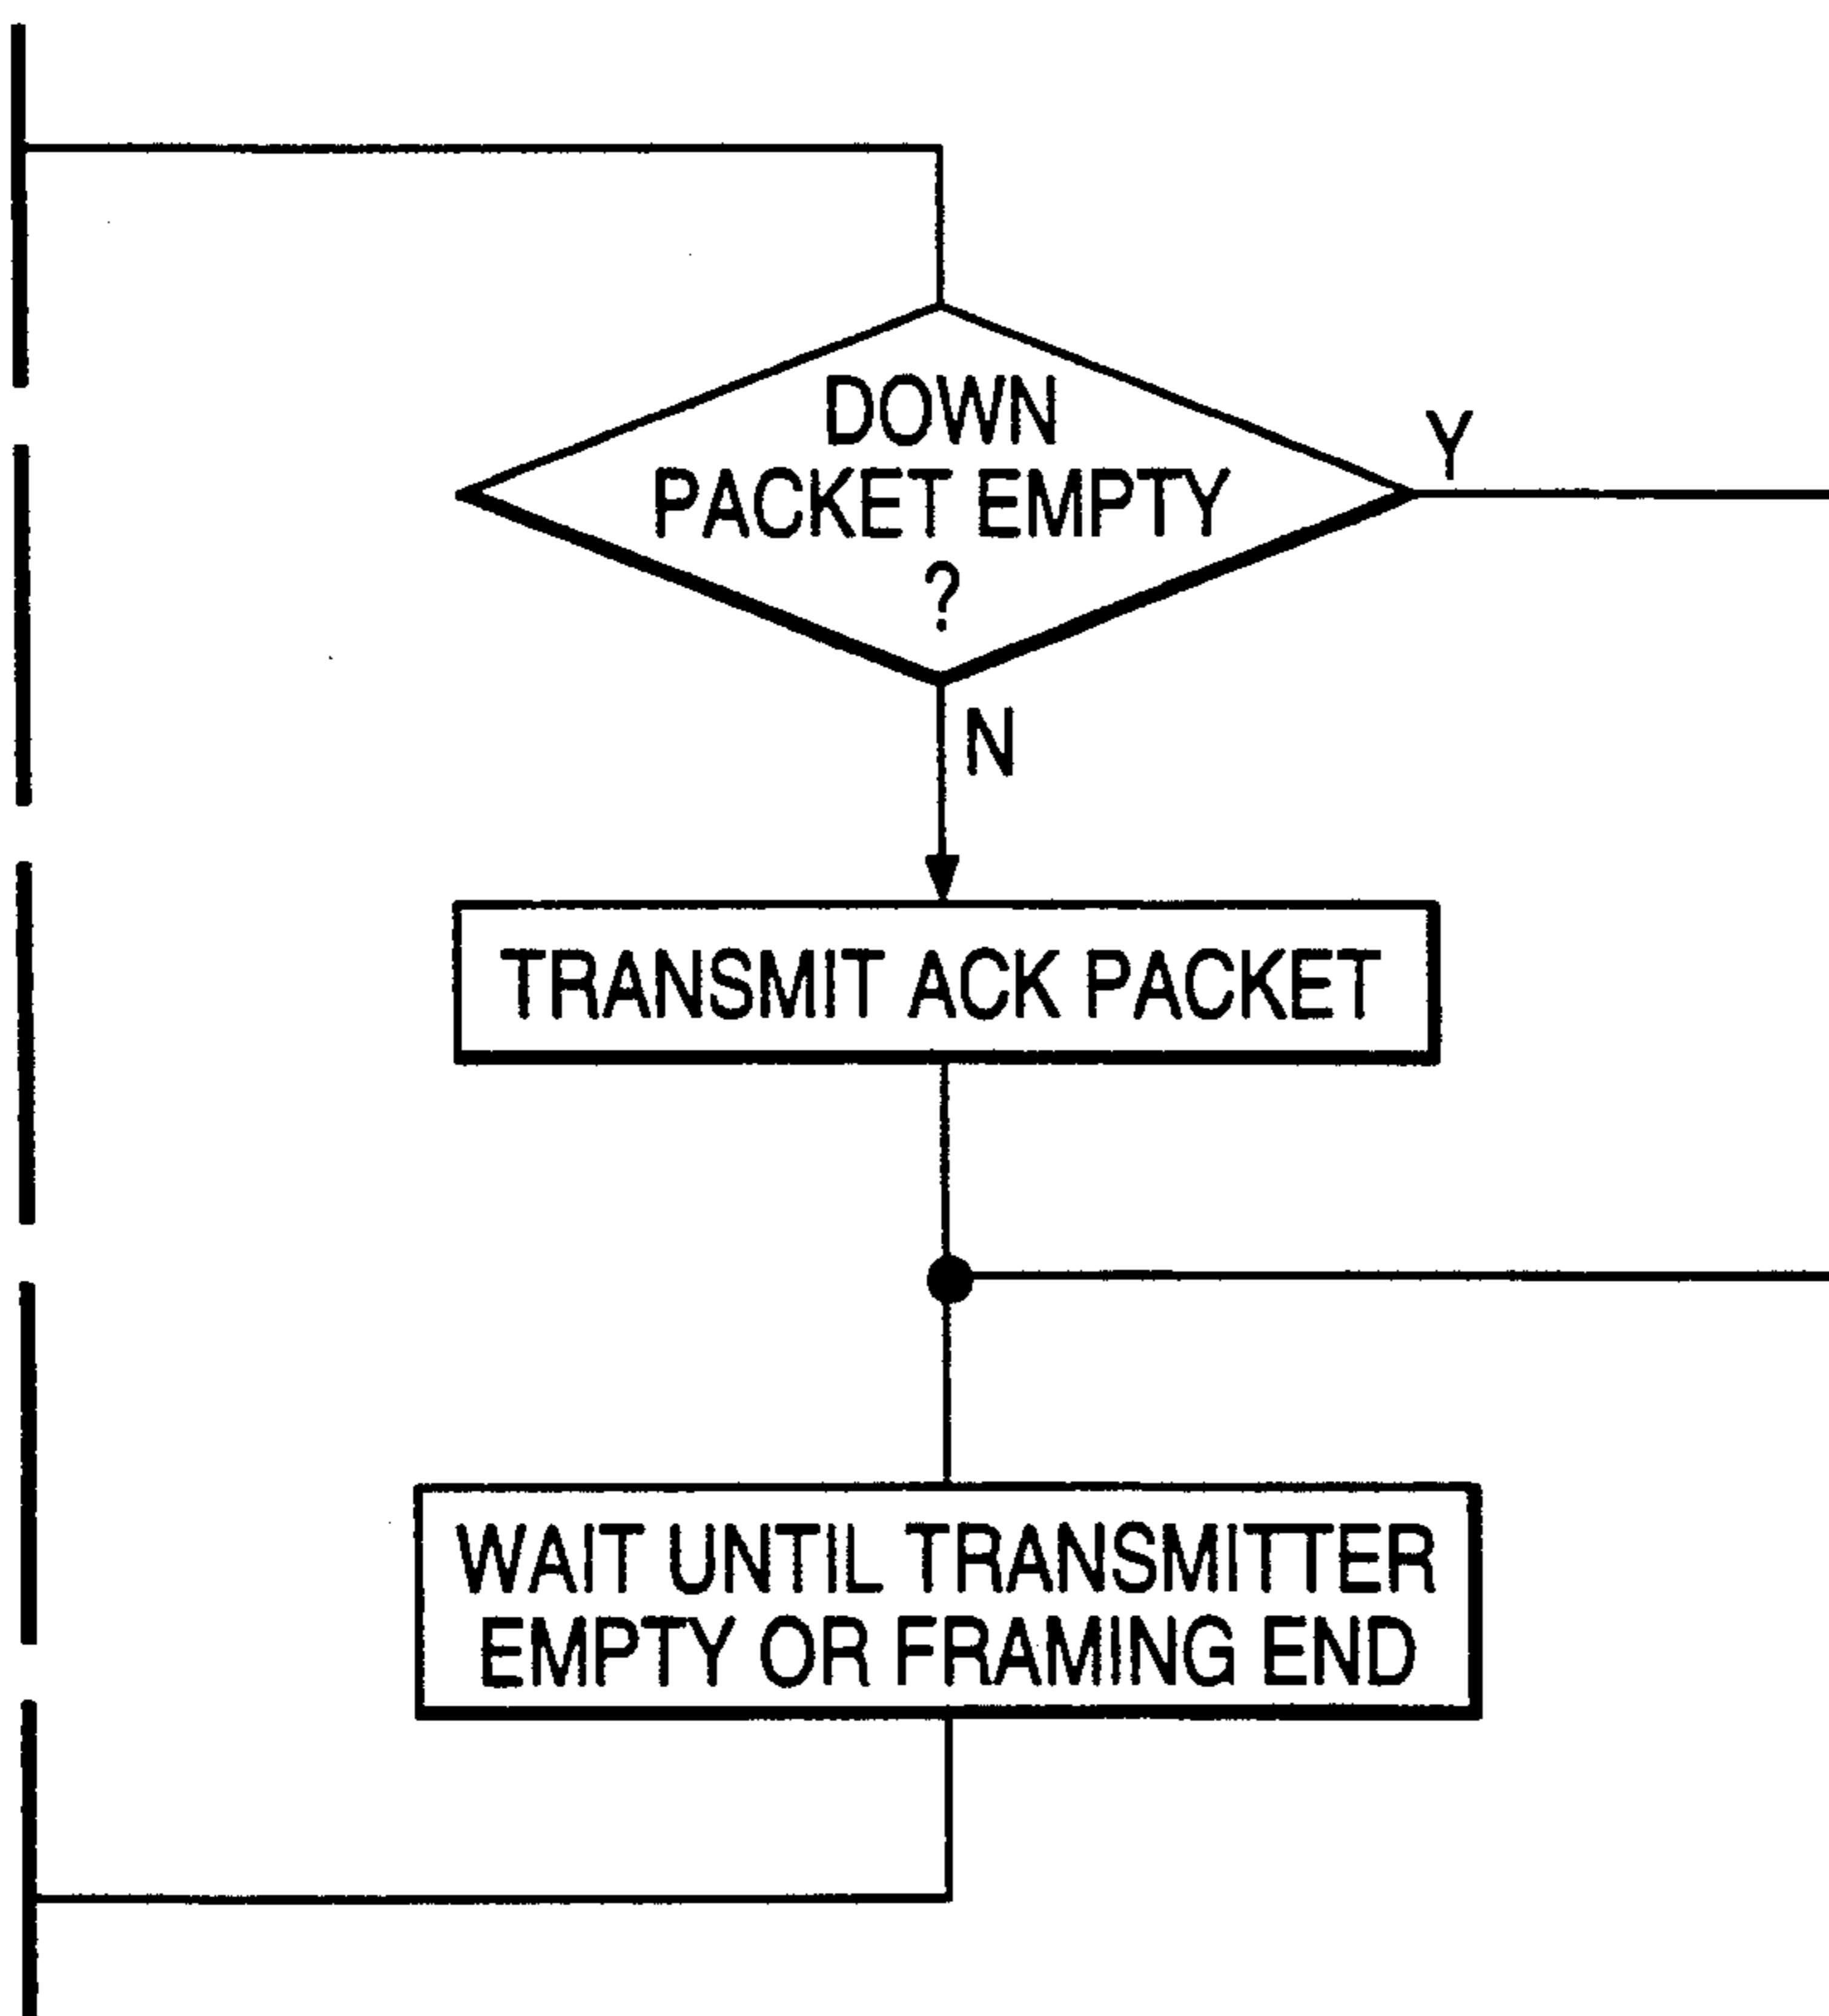 DOWN
PACKET EMPTY
?
Y
N
TRANSMIT ACK PACKET
WAIT UNTIL TRANSMITTER
EMPTY OR FRAMING END